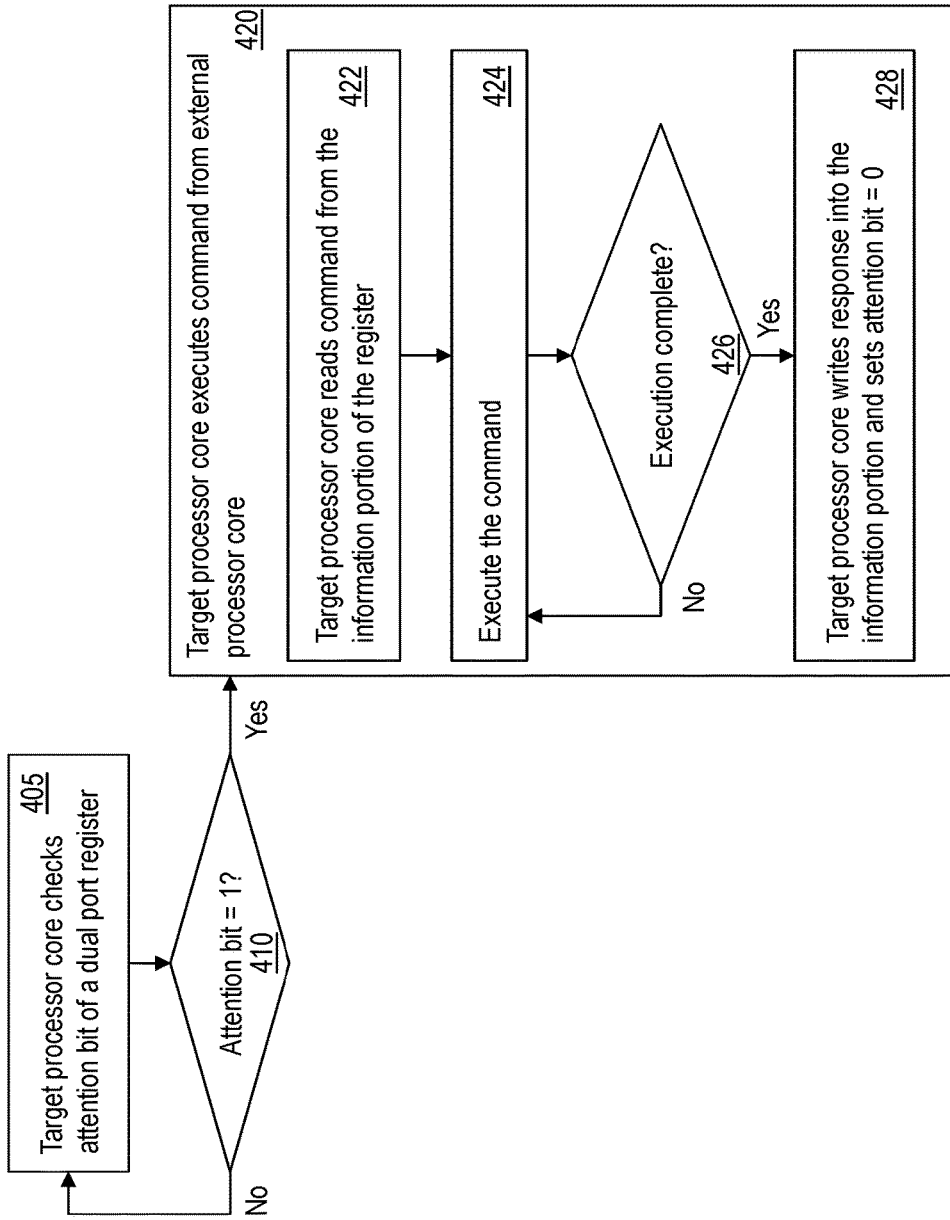 405
Target processor core checks
attention bit of a dual port register
Attention bit = 1?
410
No
Yes
Target processor core executes command from external
processor core
420
Target processor core reads command from the
information portion of the register
422
Execute the command
424
Execution complete?
426
No
Yes
Target processor core writes response into the
information portion and sets attention bit = 0
428